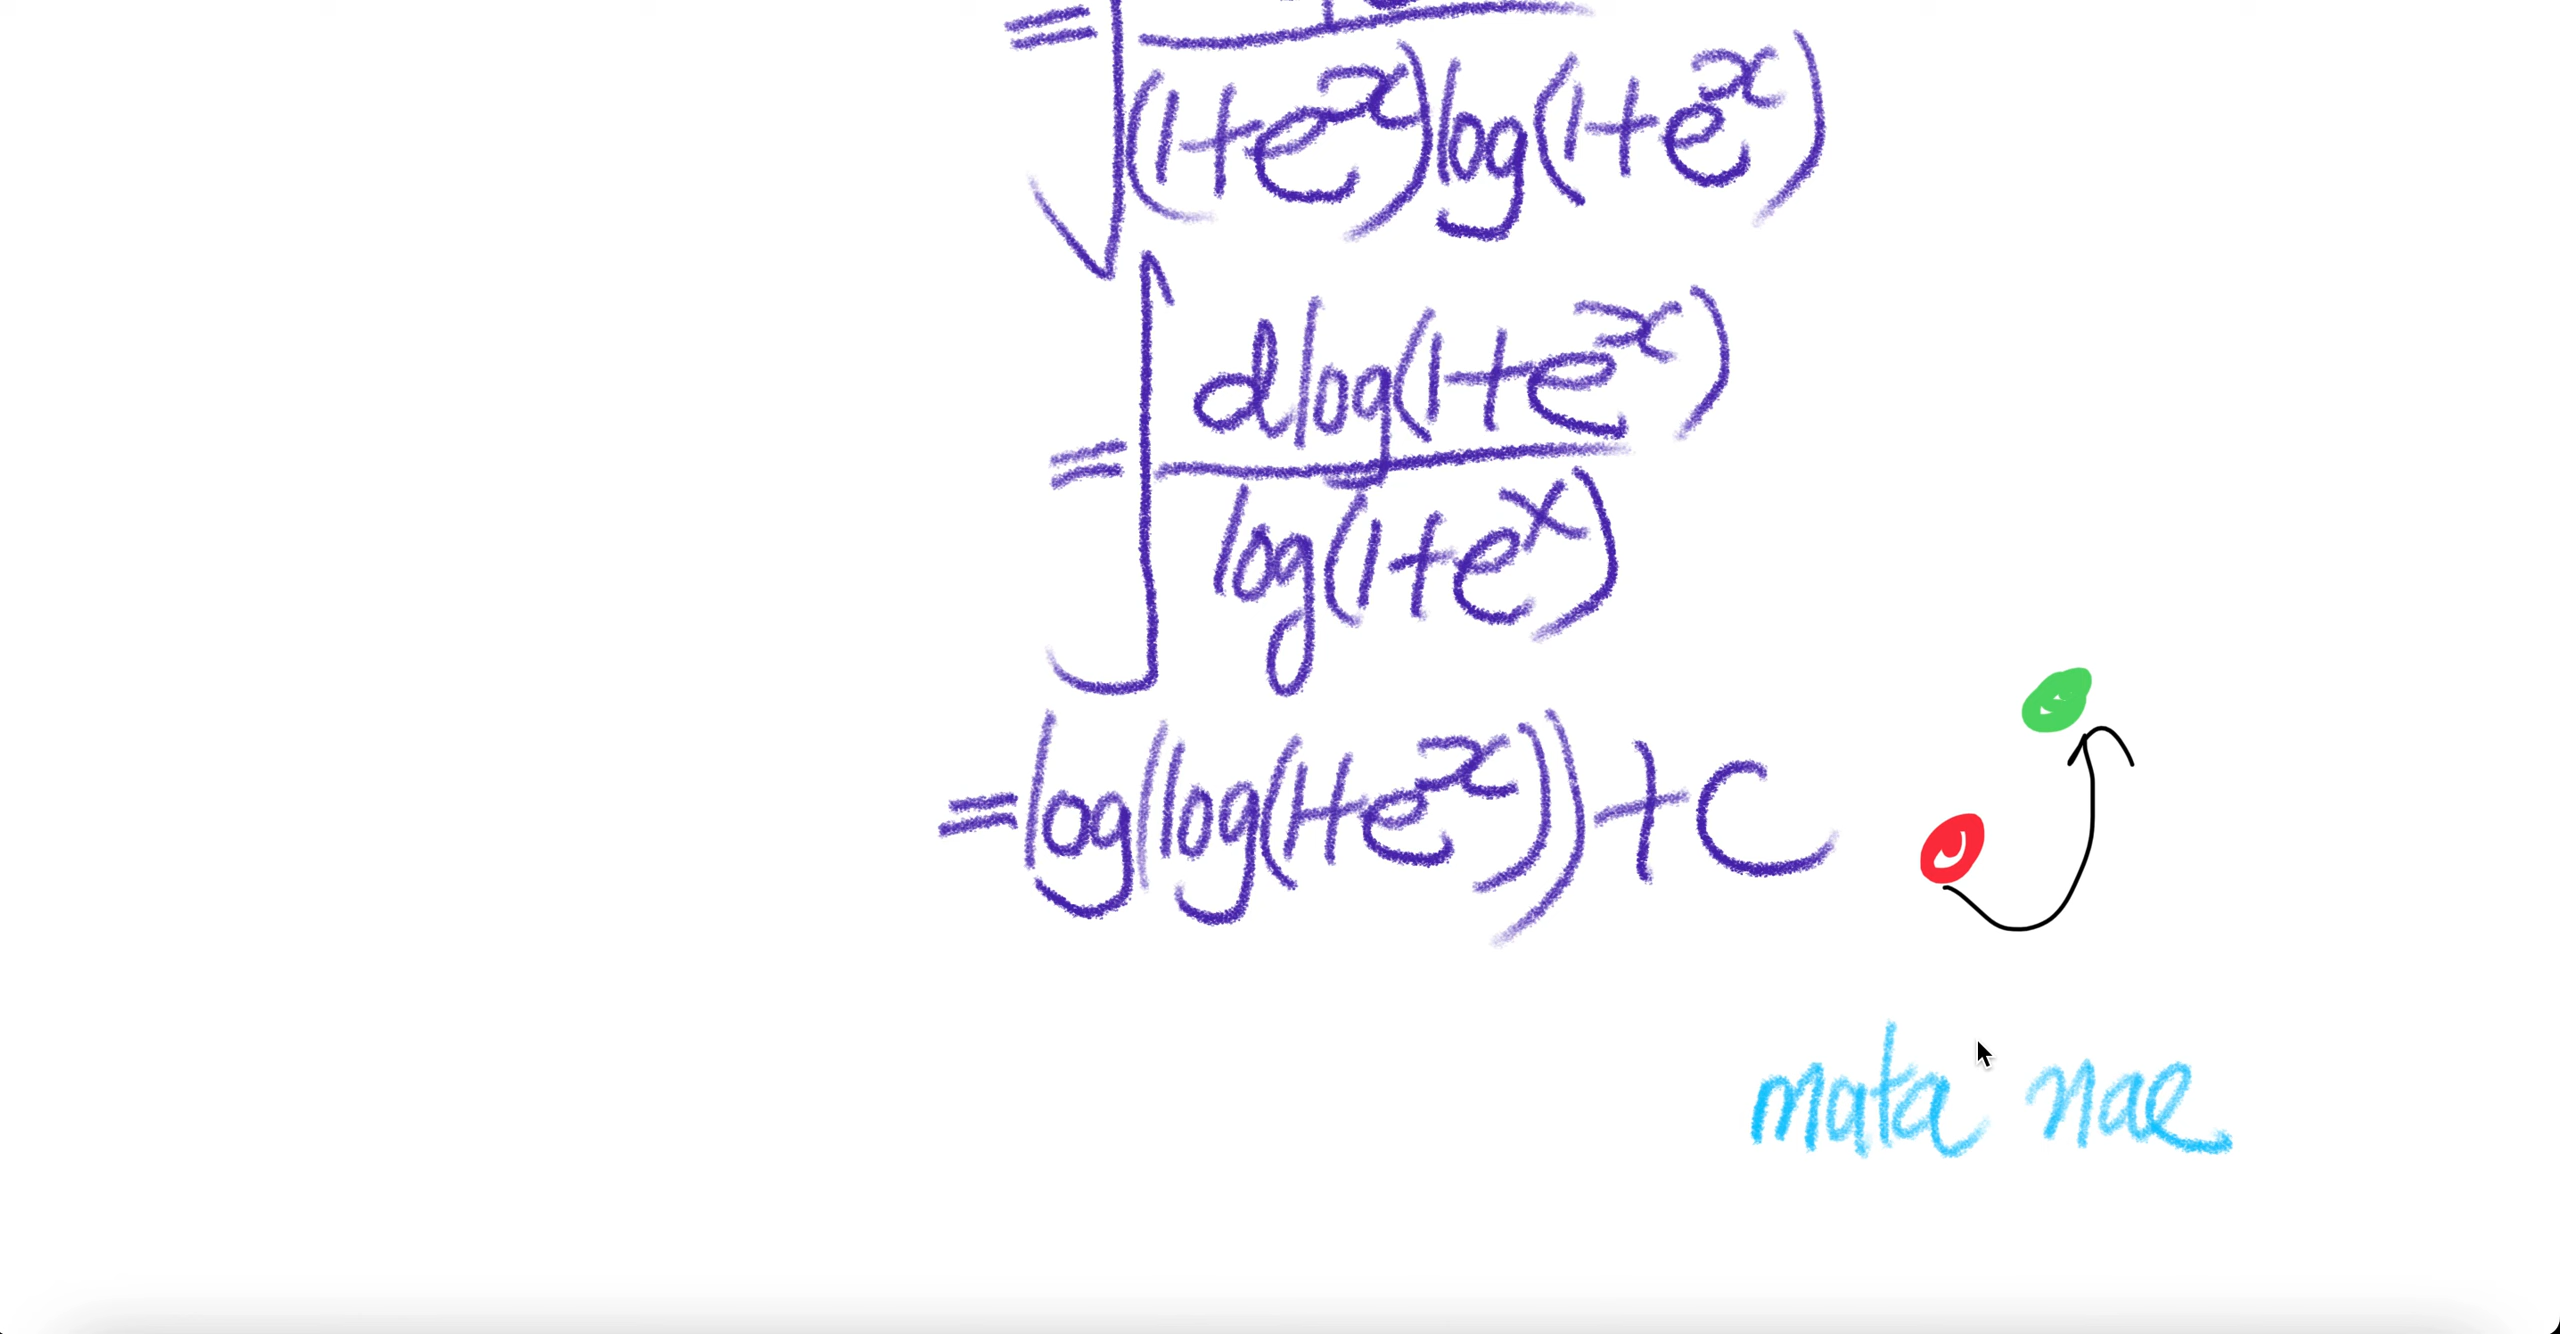 = ∫ ─────
(1+e^x)log(1+e^x)
= ∫ dlog(1+e^x)
log(1+e^x)
=log(log(1+e^x))+C
mata nae